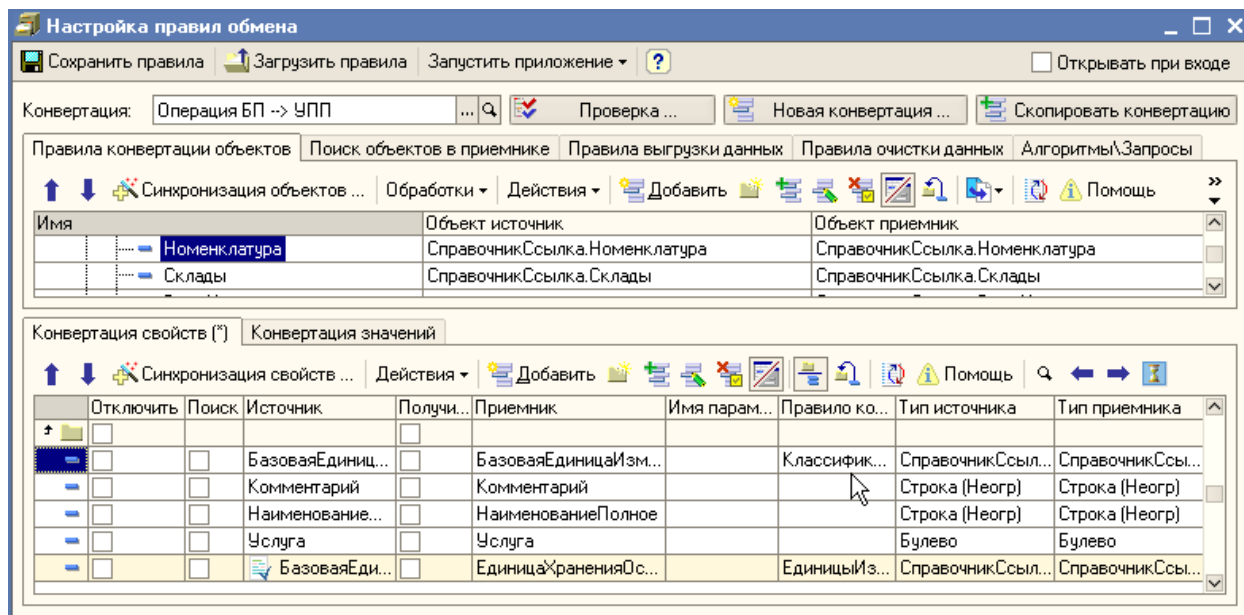 Настройка правил обмена
Сохранить правила Загрузить правила Запустить приложение ? Открывать при входе
Конвертация: Операция БП --> УПП ... Проверка ... Новая конвертация ... Скопировать конвертацию
Правила конвертации объектов Поиск объектов в приемнике Правила выгрузки данных Правила очистки данных Алгоритмы\Запросы
Синхронизация объектов ... Обработки Действия Добавить Помощь »
Имя Объект источник Объект приемник
Номенклатура СправочникСсылка.Номенклатура СправочникСсылка.Номенклатура
Склады СправочникСсылка.Склады СправочникСсылка.Склады
Конвертация свойств (*) Конвертация значений
Синхронизация свойств ... Действия Добавить Помощь
Отключить Поиск Источник Получи... Приемник Имя парам... Правило ко... Тип источника Тип приемника
БазоваяЕдиниц... БазоваяЕдиницаИзм... Классифик... СправочникСсыл... СправочникСсы...
Комментарий Комментарий Строка (Неогр) Строка (Неогр)
Наименование... НаименованиеПолное Строка (Неогр) Строка (Неогр)
Услуга Услуга Булево Булево
БазоваяЕди... ЕдиницаХраненияОс... ЕдиницыИз... СправочникСсыл... СправочникСсы...